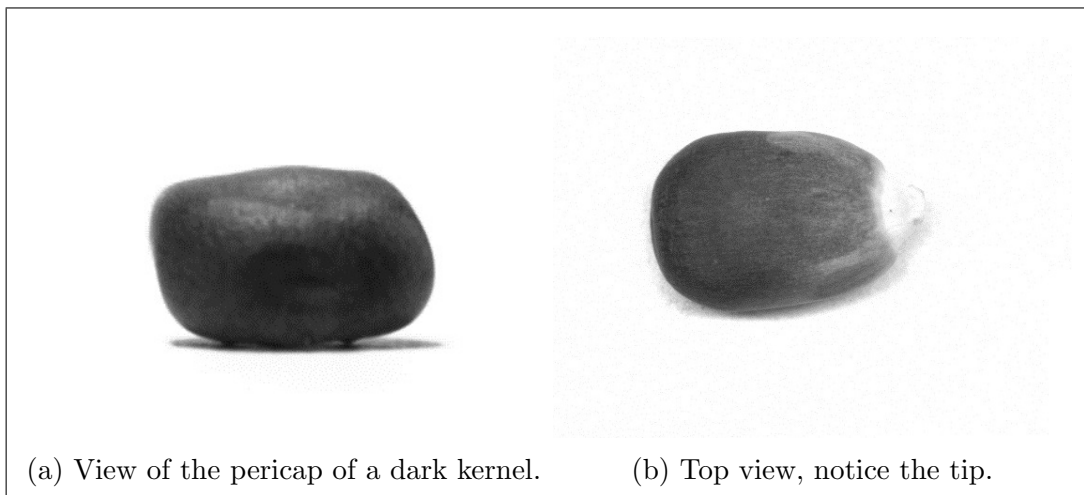 (a) View of the pericap of a dark kernel.
(b) Top view, notice the tip.